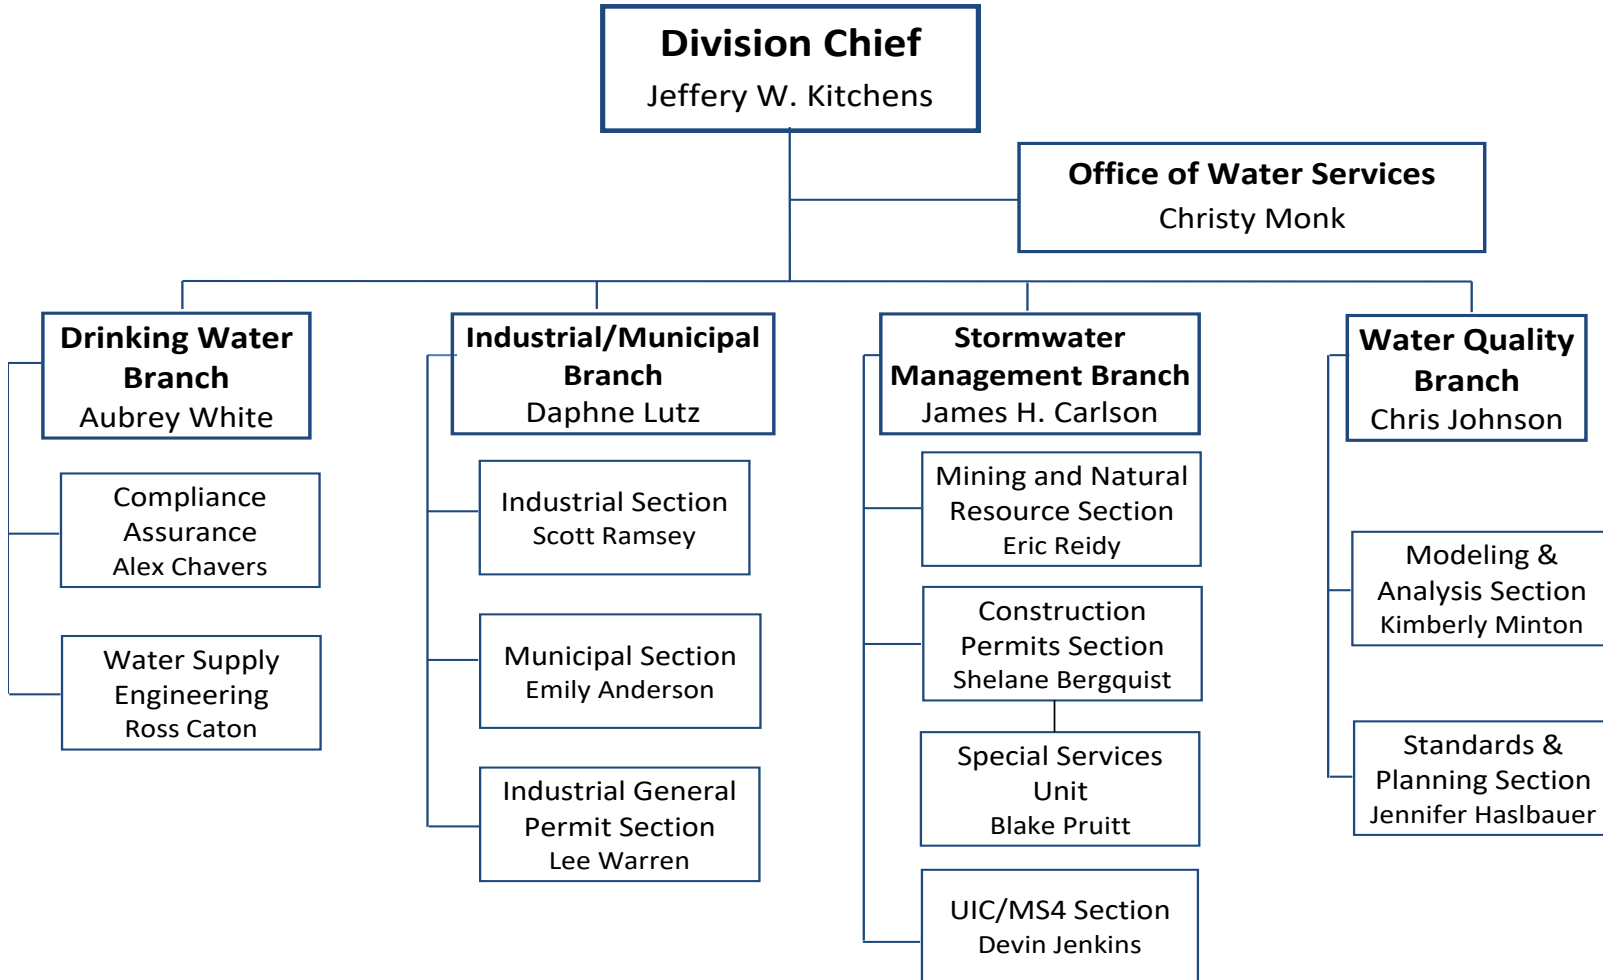 Division Chief
Jeffery W. Kitchens
Office of Water Services
Christy Monk
Drinking Water
Branch
Aubrey White
Compliance
Assurance
Alex Chavers
Water Supply
Engineering
Ross Caton
Industrial/Municipal
Branch
Daphne Lutz
Industrial Section
Scott Ramsey
Municipal Section
Emily Anderson
Industrial General
Permit Section
Lee Warren
Stormwater
Management Branch
James H. Carlson
Mining and Natural
Resource Section
Eric Reidy
Construction
Permits Section
Shelane Bergquist
Special Services
Unit
Blake Pruitt
UIC/MS4 Section
Devin Jenkins
Water Quality
Branch
Chris Johnson
Modeling &
Analysis Section
Kimberly Minton
Standards &
Planning Section
Jennifer Haslbauer